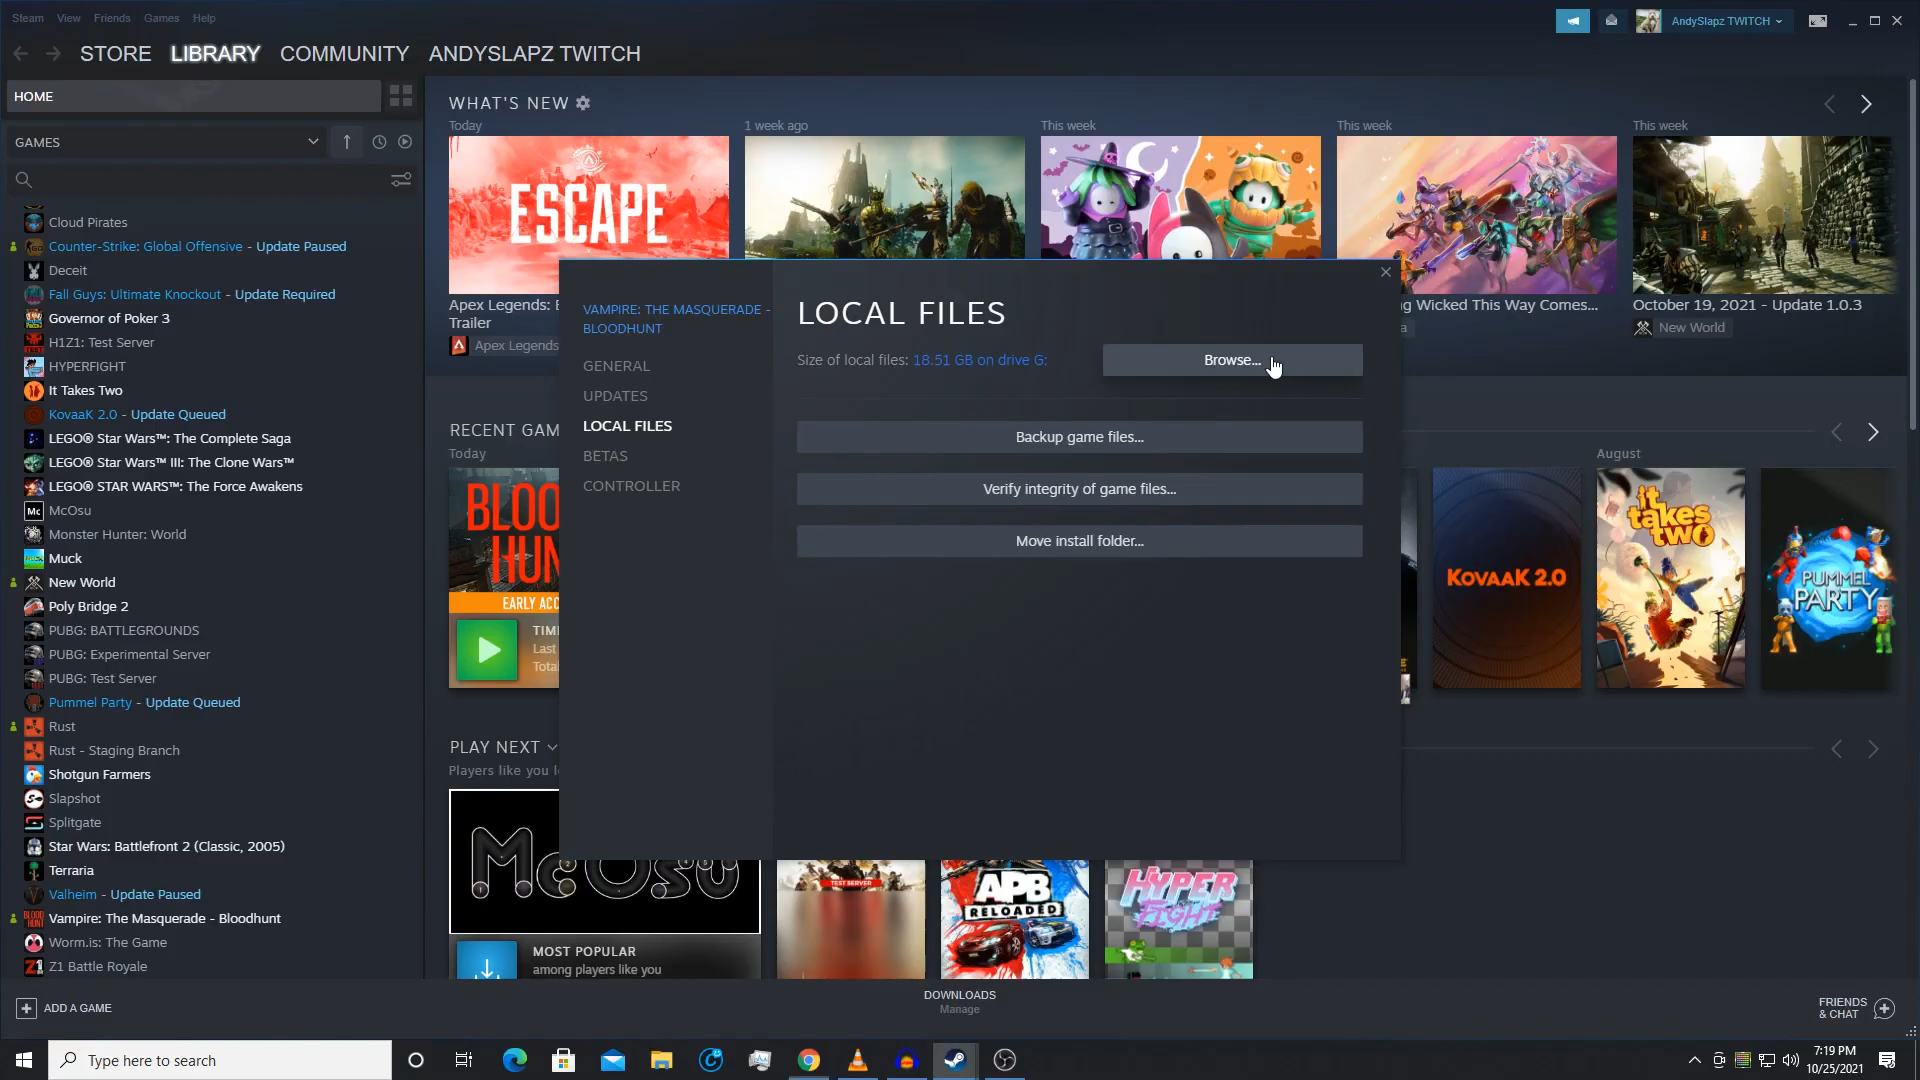 Steam View Friends Games Help
AndySlapz TWITCH
STORE LIBRARY COMMUNITY ANDYSLAPZ TWITCH
HOME
GAMES
Cloud Pirates
Counter-Strike: Global Offensive - Update Paused
Deceit
Fall Guys: Ultimate Knockout - Update Required
Governor of Poker 3
H1Z1: Test Server
HYPERFIGHT
It Takes Two
KovaaK 2.0 - Update Queued
LEGO® Star Wars™: The Complete Saga
LEGO® Star Wars™ III: The Clone Wars™
LEGO® STAR WARS™: The Force Awakens
Mc McOsu
Monster Hunter: World
Muck
New World
Poly Bridge 2
PUBG: BATTLEGROUNDS
PUBG: Experimental Server
PUBG: Test Server
Pummel Party - Update Queued
Rust
Rust - Staging Branch
Shotgun Farmers
Slapshot
Splitgate
Star Wars: Battlefront 2 (Classic, 2005)
Terraria
Valheim - Update Paused
Vampire: The Masquerade - Bloodhunt
Worm.is: The Game
Z1 Battle Royale
ADD A GAME
WHAT'S NEW
Today
1 week ago
This week
This week
This week
ESCAPE
Apex Legends: E
Trailer
Apex Legends
g Wicked This Way Comes...
October 19, 2021 - Update 1.0.3
New World
VAMPIRE: THE MASQUERADE -
BLOODHUNT
GENERAL
UPDATES
LOCAL FILES
BETAS
CONTROLLER
LOCAL FILES
Size of local files: 18.51 GB on drive G:
Browse...
Backup game files...
Verify integrity of game files...
Move install folder...
RECENT GAM
Today
August
BLOO
HUN
EARLY ACC
TIM
Last
Tota
KOVAAK 2.0
it takes two
PUMMEL PARTY
PLAY NEXT
Players like you l
McOsu
MOST POPULAR
among players like you
TEST SERVER
APB
RELOADED
HYPER
FIGHT
DOWNLOADS
Manage
FRIENDS
& CHAT
Type here to search
7:19 PM
10/25/2021